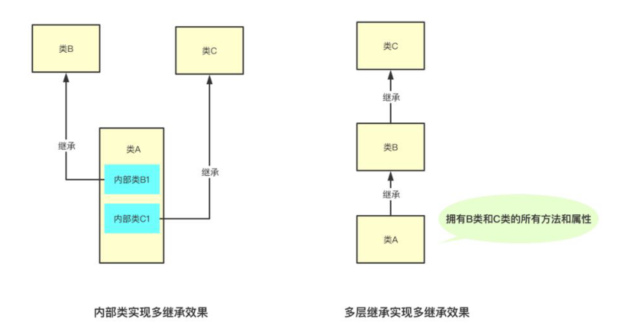 类B
类C
继承
类A
内部类B1
继承
内部类C1
内部类实现多继承效果
类C
继承
类B
继承
类A
拥有B类和C类的所有方法和属性
多层继承实现多继承效果